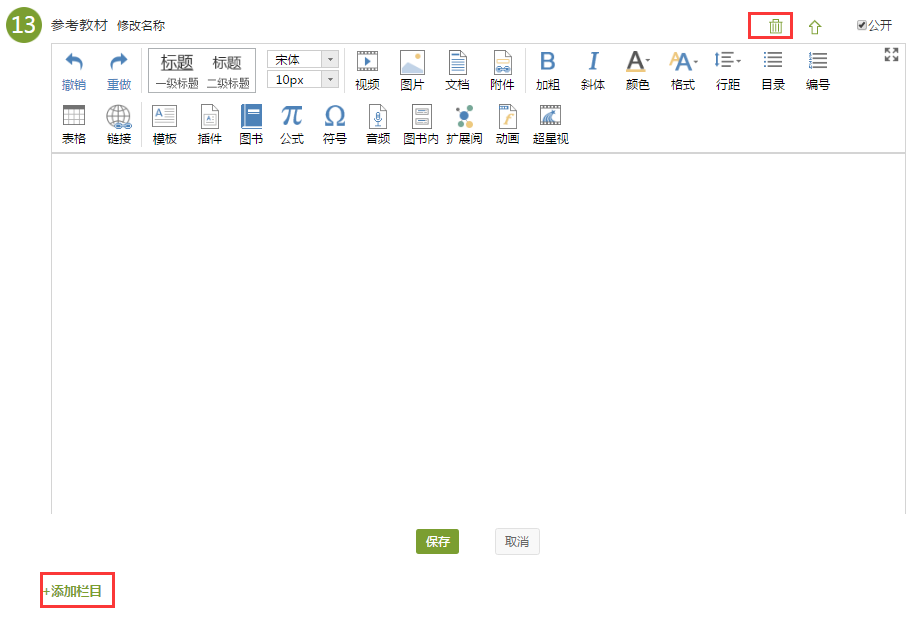 13 参考教材 修改名称 公开
撤销 重做 标题 一级标题 标题 二级标题 宋体 10px 视频 图片 文档 附件 B 加粗 I 斜体 A 颜色 AA 格式 行距 目录 编号
表格 链接 模板 插件 图书 π 公式 Ω 符号 音频 图书内 扩展阅 动画 超星视
保存 取消
+添加栏目